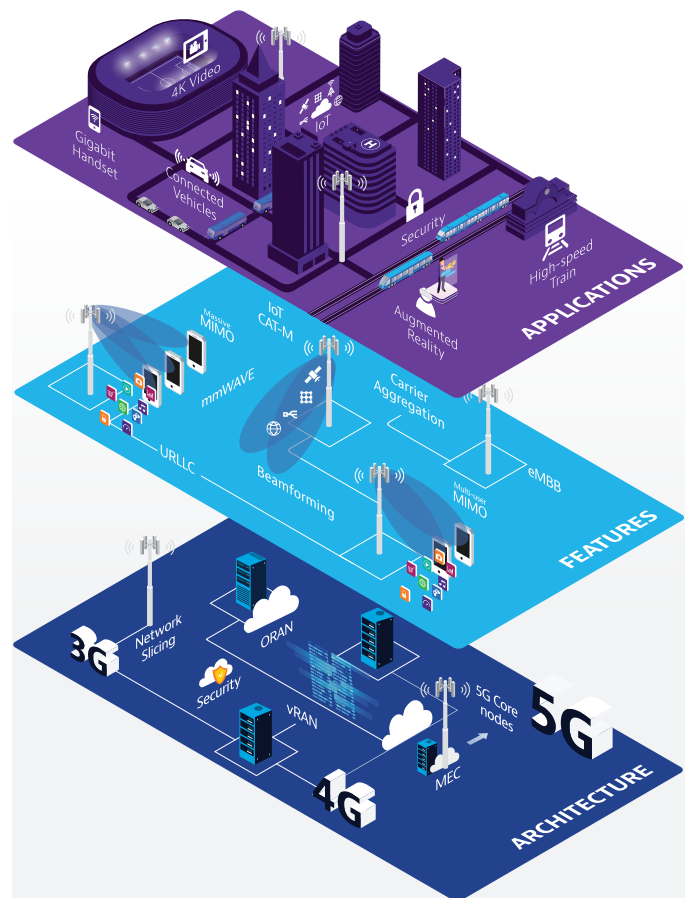 4K Video
Gigabit
Handset
IoT
Connected
Vehicles
H
Security
High-speed
Train
Augmented
Reality
APPLICATIONS
Massive
MIMO
IoT
CAT-M
mmWAVE
Carrier
Aggregation
URLLC
Beamforming
eMBB
Multi-user
MIMO
FEATURES
3G
Network
Slicing
ORAN
Security
vRAN
5G Core
nodes
5G
4G
MEC
ARCHITECTURE